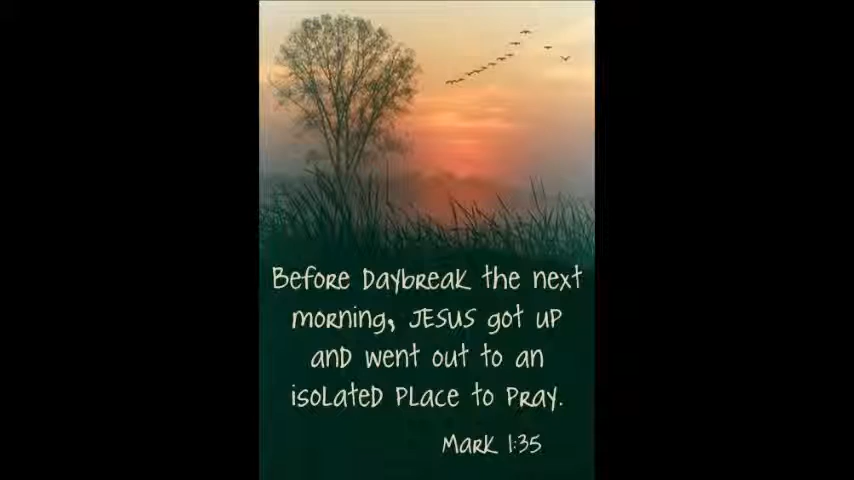 Before Daybreak the next
morning, JESUS got up
and went out to an
isolated place to pray.
Mark 1:35